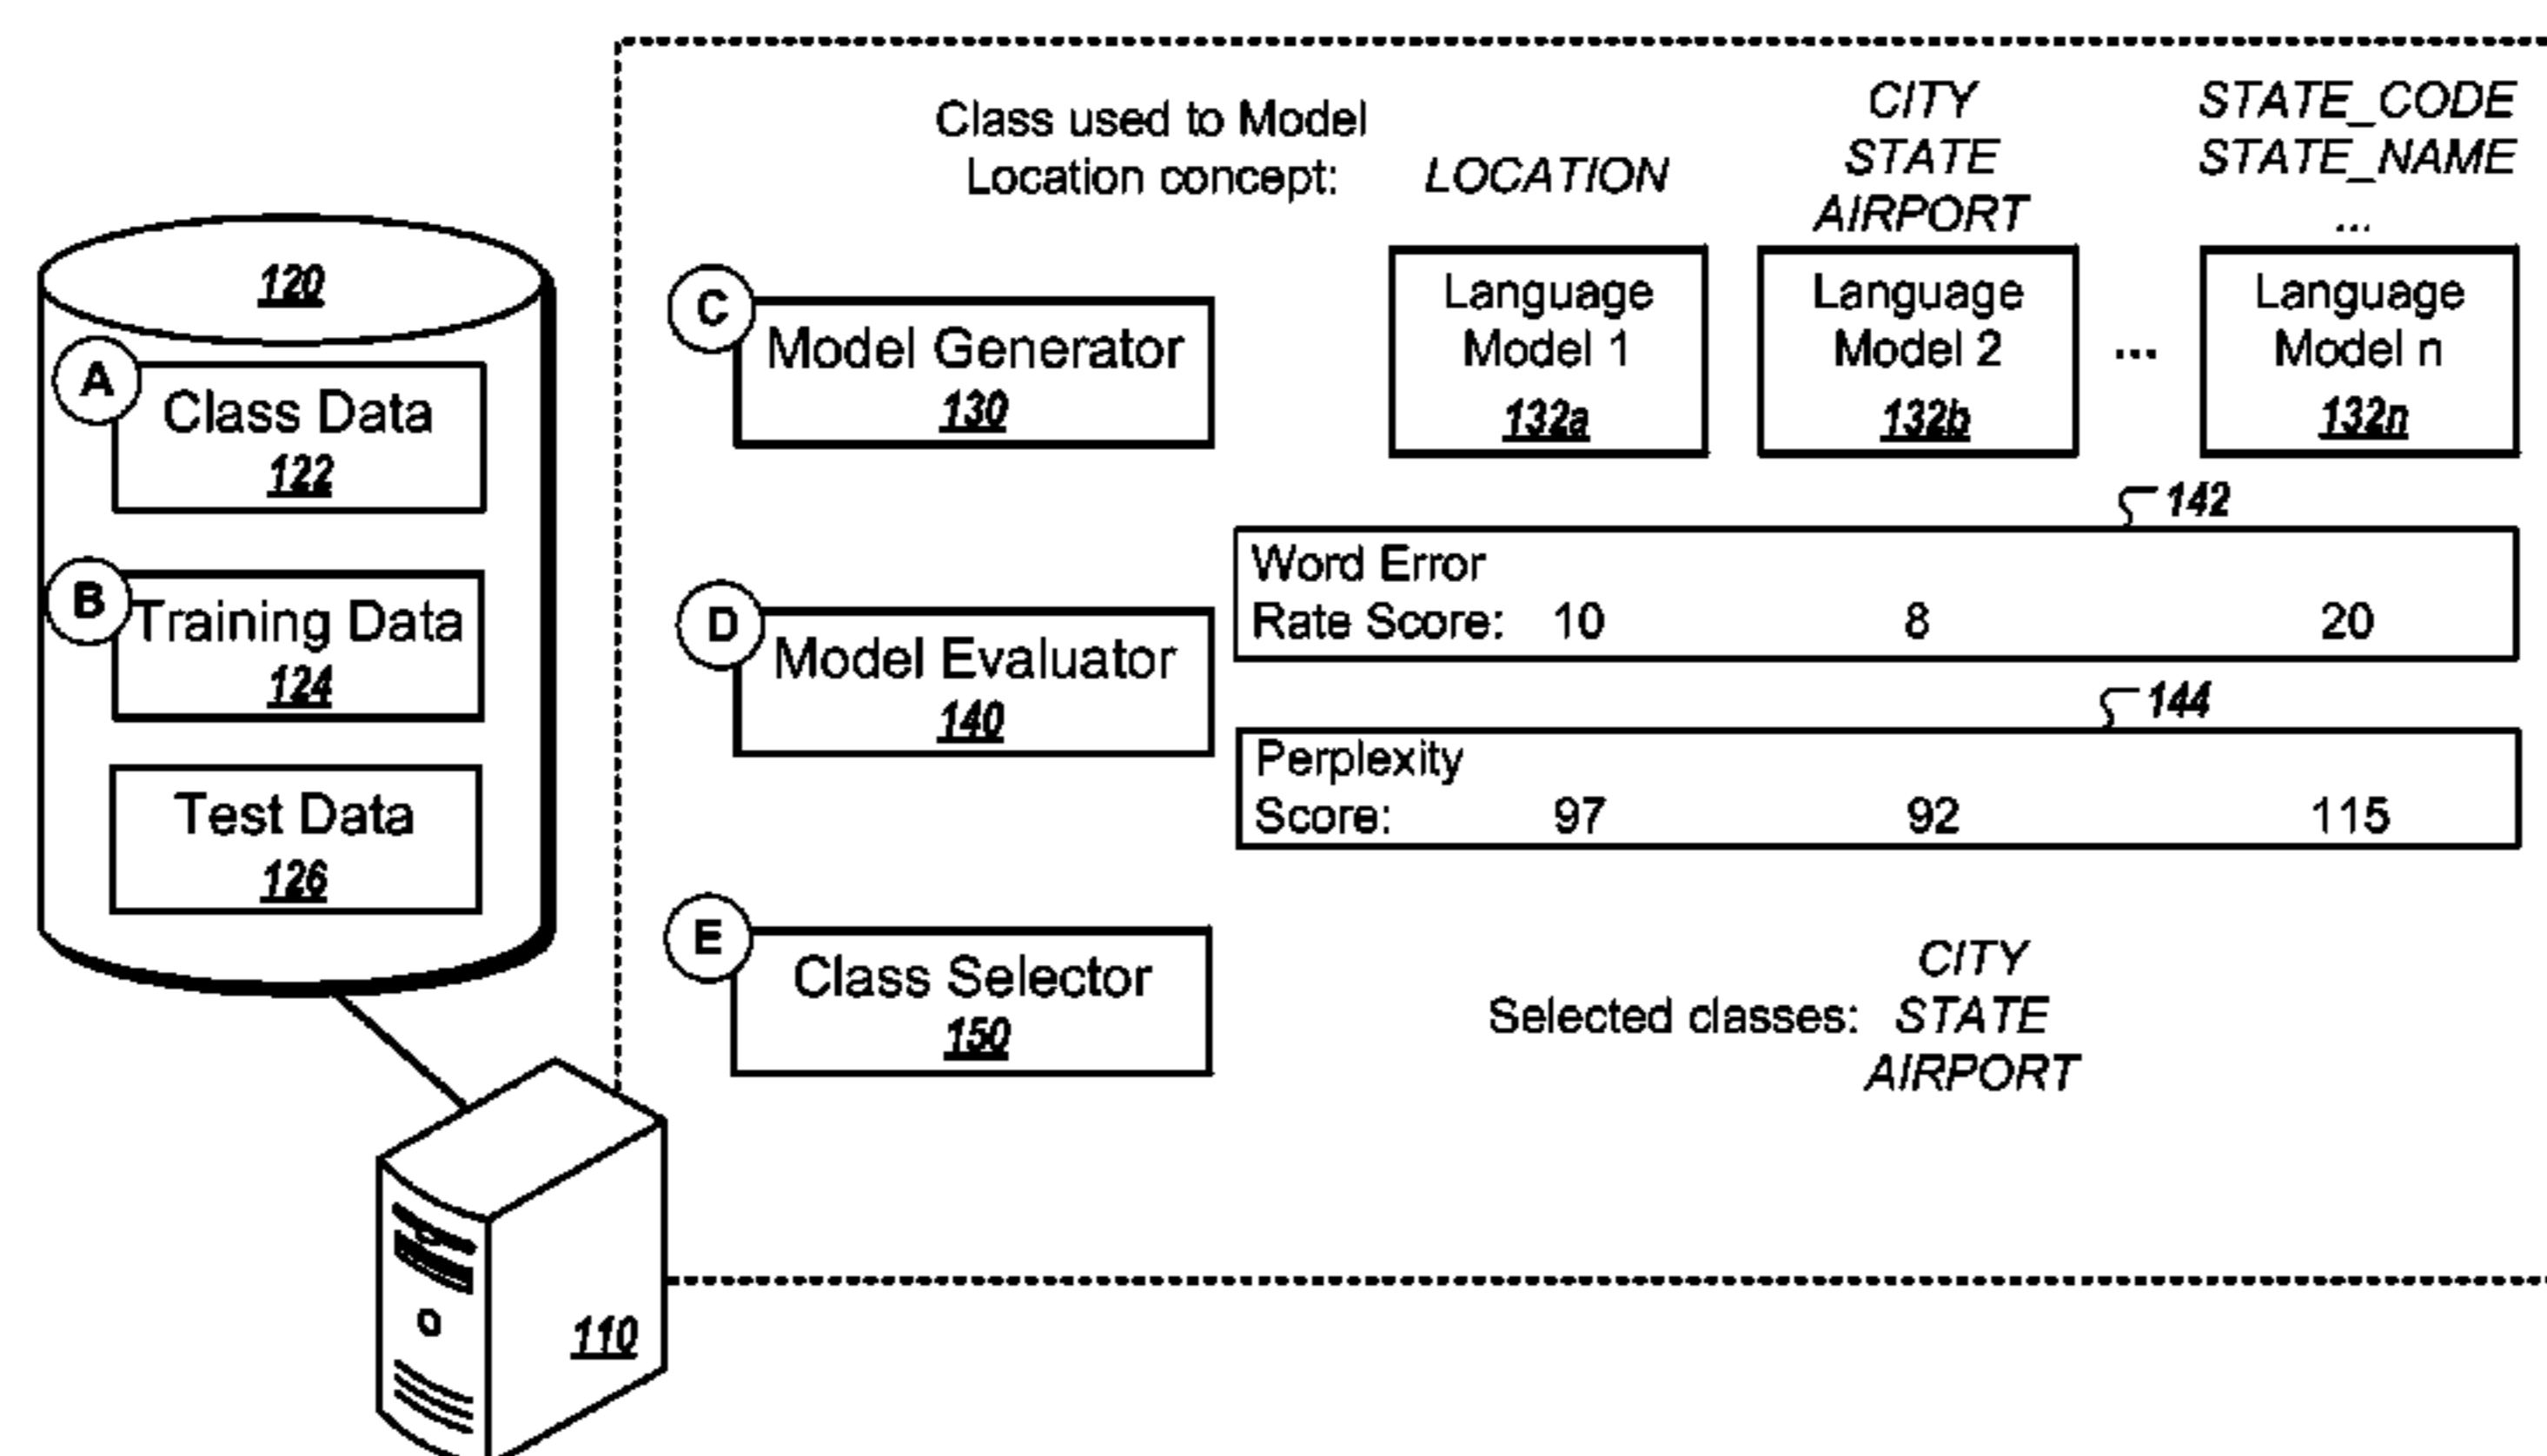 120
A
Class Data
122
B
Training Data
124
Test Data
126
110
Class used to Model
Location concept:
LOCATION
CITY
STATE
AIRPORT
STATE_CODE
STATE_NAME
...
C
Model Generator
130
Language
Model 1
132a
Language
Model 2
132b
...
Language
Model n
132n
D
Model Evaluator
140
142
Word Error
Rate Score: 10 8 20
144
Perplexity
Score: 97 92 115
E
Class Selector
150
Selected classes:
CITY
STATE
AIRPORT